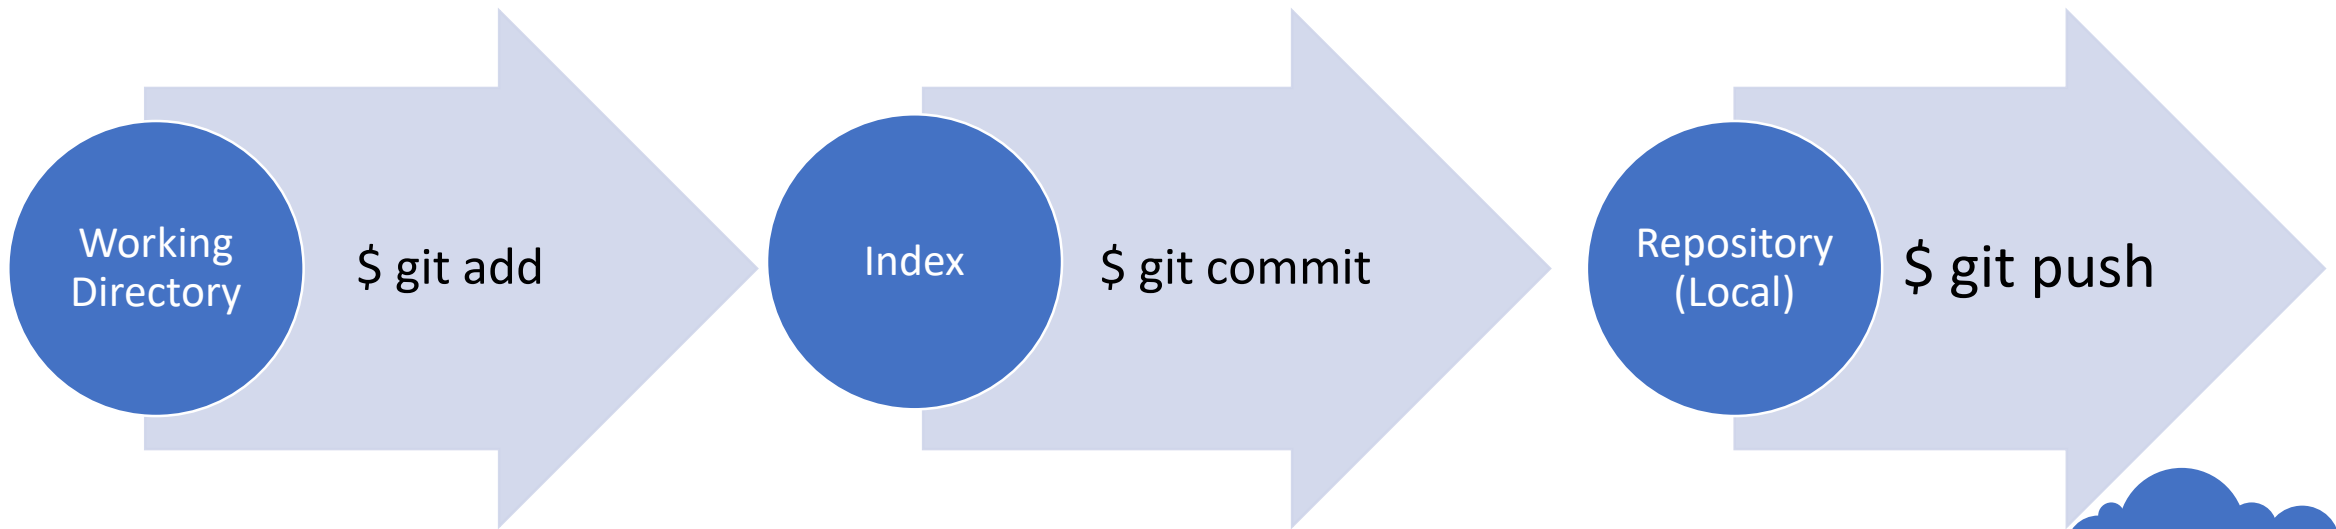 Working
Directory
$ git add
Index
$ git commit
Repository
(Local)
$ git push